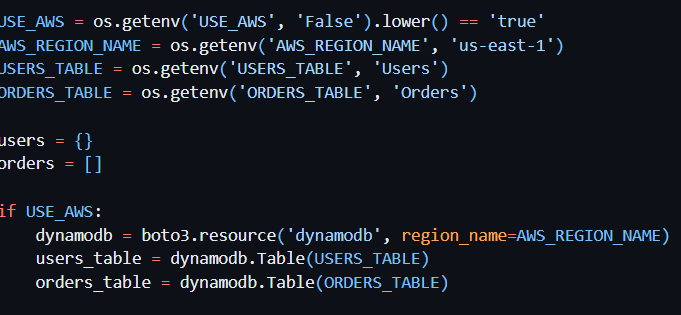 USE_AWS = os.getenv('USE_AWS', 'False').lower() == 'true'
AWS_REGION_NAME = os.getenv('AWS_REGION_NAME', 'us-east-1')
USERS_TABLE = os.getenv('USERS_TABLE', 'Users')
ORDERS_TABLE = os.getenv('ORDERS_TABLE', 'Orders')
users = {}
orders = []
if USE_AWS:
    dynamodb = boto3.resource('dynamodb', region_name=AWS_REGION_NAME)
    users_table = dynamodb.Table(USERS_TABLE)
    orders_table = dynamodb.Table(ORDERS_TABLE)